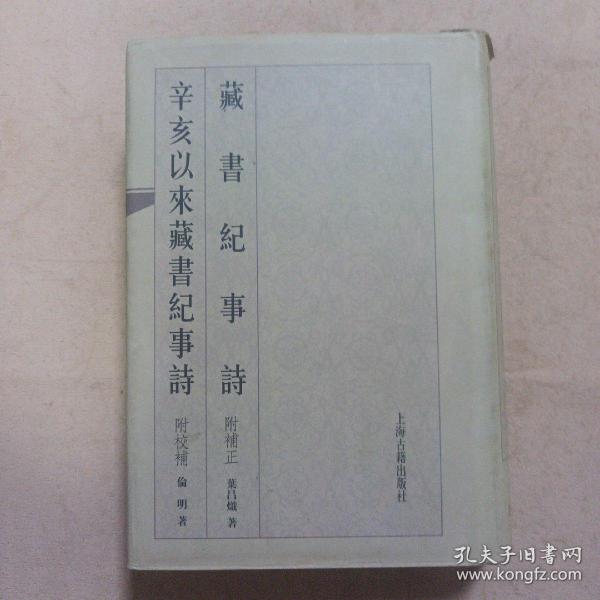 藏書紀事詩 附補正 葉昌熾 著
辛亥以來藏書紀事詩 附校補 倫明 著
上海古籍出版社
孔夫子旧书网
www.kongfz.com